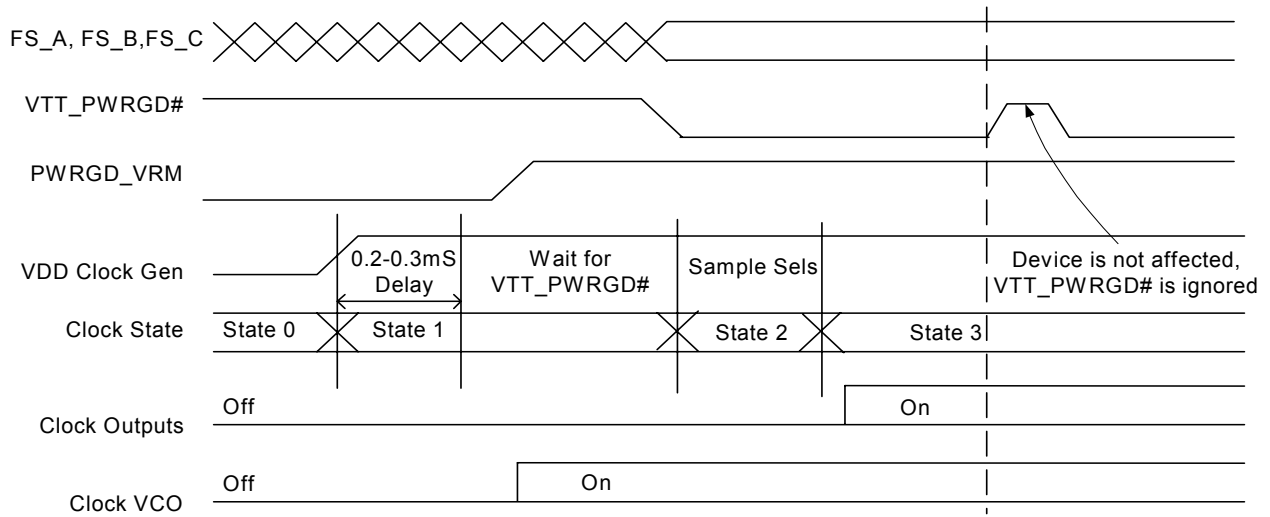 FS_A, FS_B,FS_C
VTT_PWRGD#
PWRGD_VRM
VDD Clock Gen
0.2-0.3mS
Delay
Wait for
VTT_PWRGD#
Sample Sels
Device is not affected,
VTT_PWRGD# is ignored
Clock State
State 0
State 1
State 2
State 3
Clock Outputs
Off
On
Clock VCO
Off
On